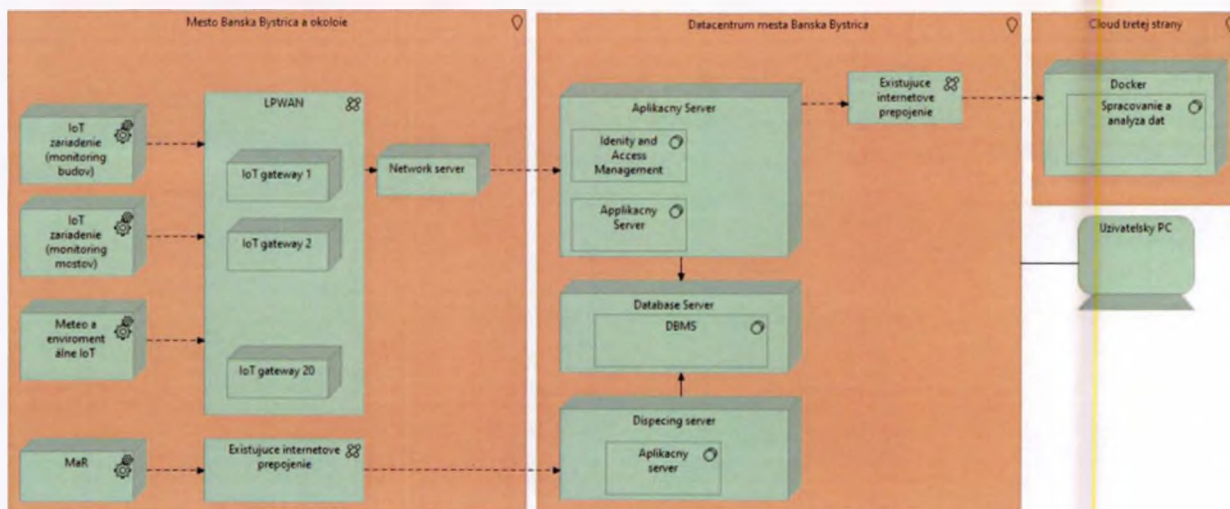 Mesto Banska Bystrica a okoloie
Datacentrum mesta Banska Bystrica
Cloud tretej strany
IoT
zariadenie
(monitoring
budov)
IoT
zariadenie
(monitoring
mostov)
Meteo a
enviroment
álne IoT
MaR
LPWAN
IoT gateway 1
IoT gateway 2
IoT gateway 20
Existujuce internetove
prepojenie
Network server
Aplikacny Server
Idenity and
Access
Management
Applikacny
Server
Database Server
DBMS
Dispecing server
Aplikacny
server
Existujuce
internetove
prepojenie
Docker
Spracovanie a
analyza dat
Uzivatelsky PC